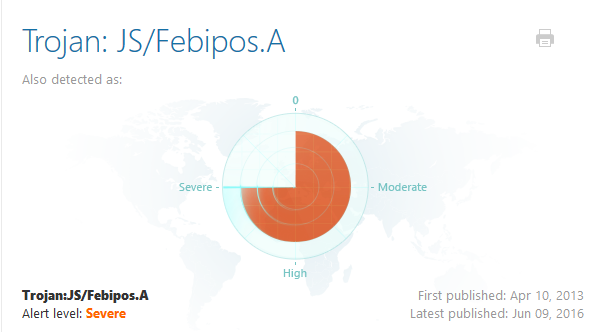 Trojan: JS/Febipos.A
Also detected as:
0
Severe -
- Moderate
High
Trojan:JS/Febipos.A
First published: Apr 10, 2013
Alert level: Severe
Latest published: Jun 09, 2016